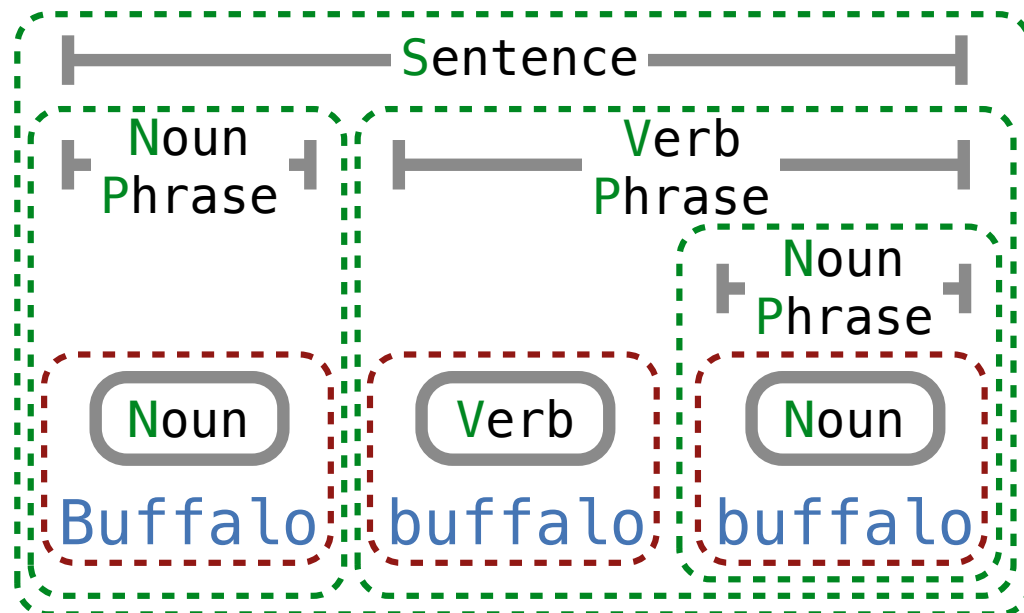 Sentence
Noun
Phrase
Verb
Phrase
Noun
Phrase
Noun
Verb
Noun
Buffalo buffalo buffalo